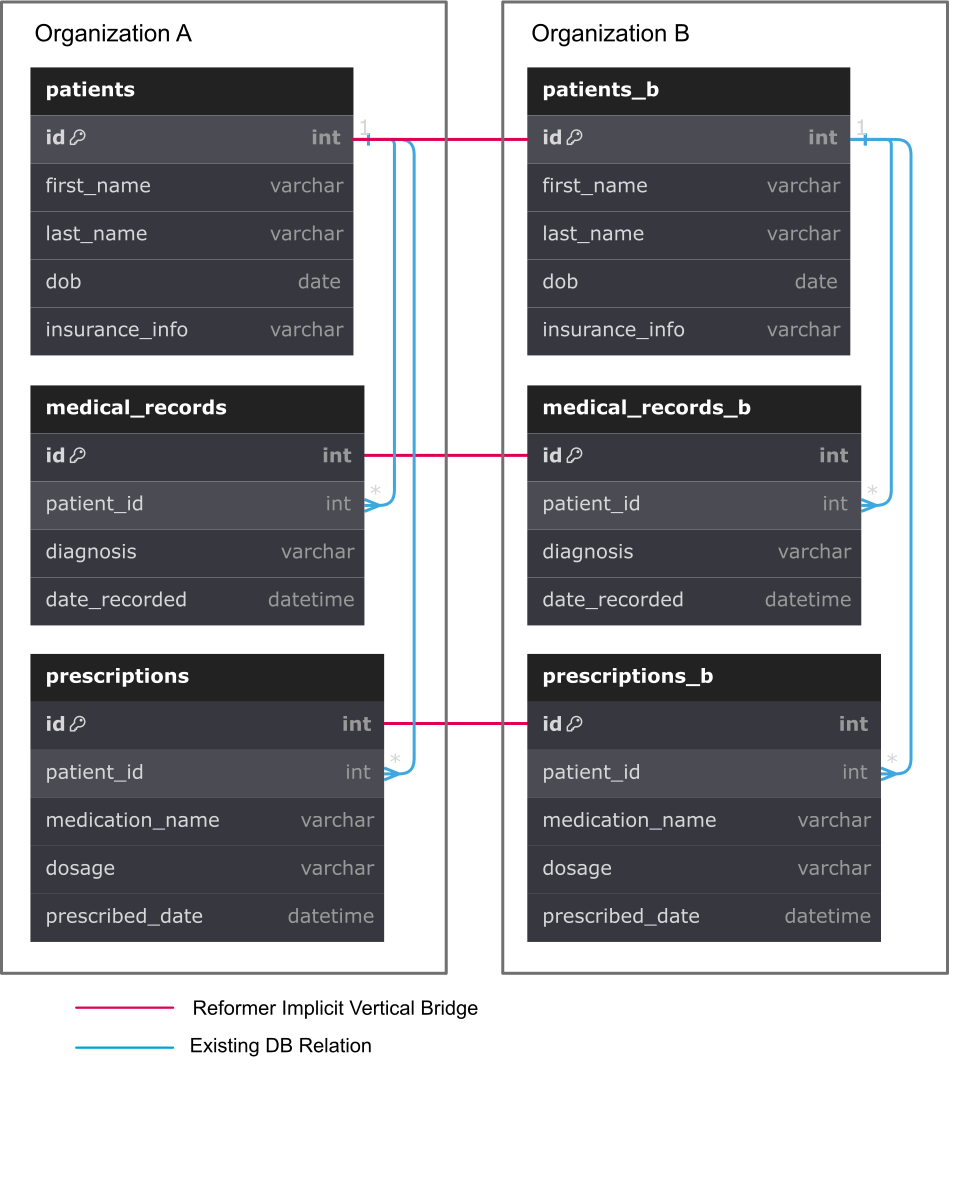 Organization A
patients
id int 1
first_name varchar
last_name varchar
dob date
insurance_info varchar
medical_records
id int
patient_id int *
diagnosis varchar
date_recorded datetime
prescriptions
id int
patient_id int *
medication_name varchar
dosage varchar
prescribed_date datetime
Organization B
patients_b
id int 1
first_name varchar
last_name varchar
dob date
insurance_info varchar
medical_records_b
id int
patient_id int *
diagnosis varchar
date_recorded datetime
prescriptions_b
id int
patient_id int *
medication_name varchar
dosage varchar
prescribed_date datetime
Reformer Implicit Vertical Bridge
Existing DB Relation